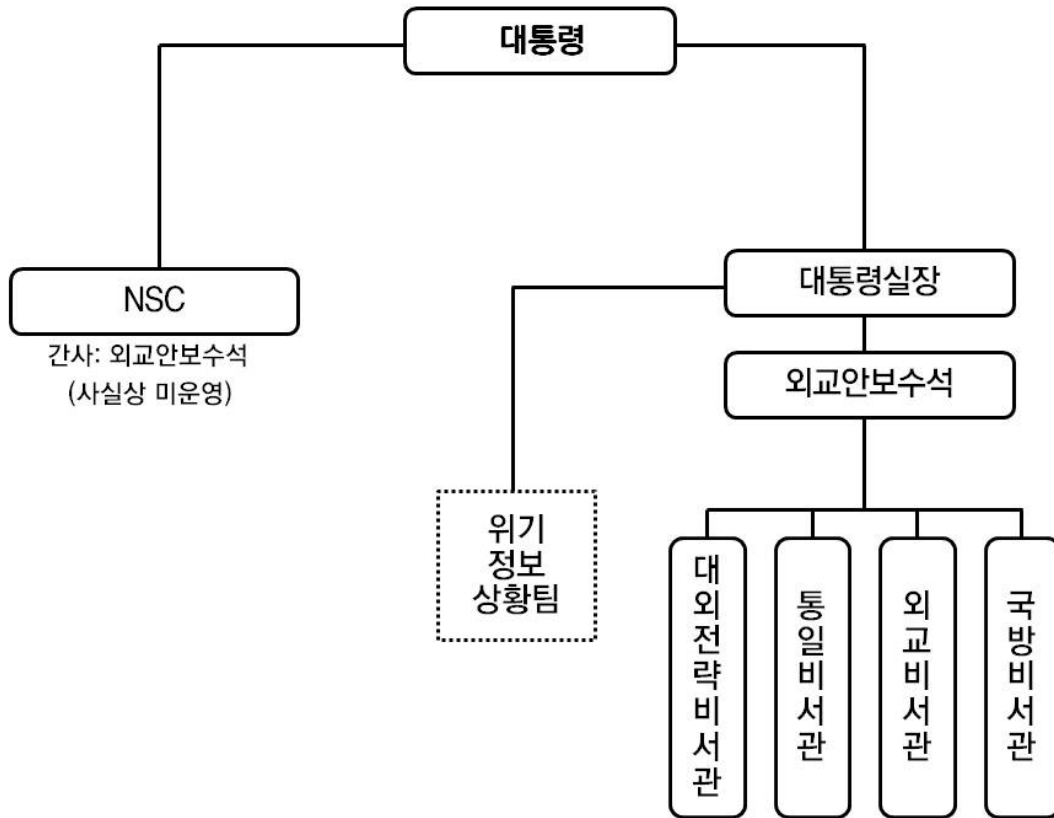 대통령
NSC
간사: 외교안보수석
(사실상 미운영)
대통령실장
외교안보수석
위기
정보
상황팀
대외전략비서관
통일비서관
외교비서관
국방비서관